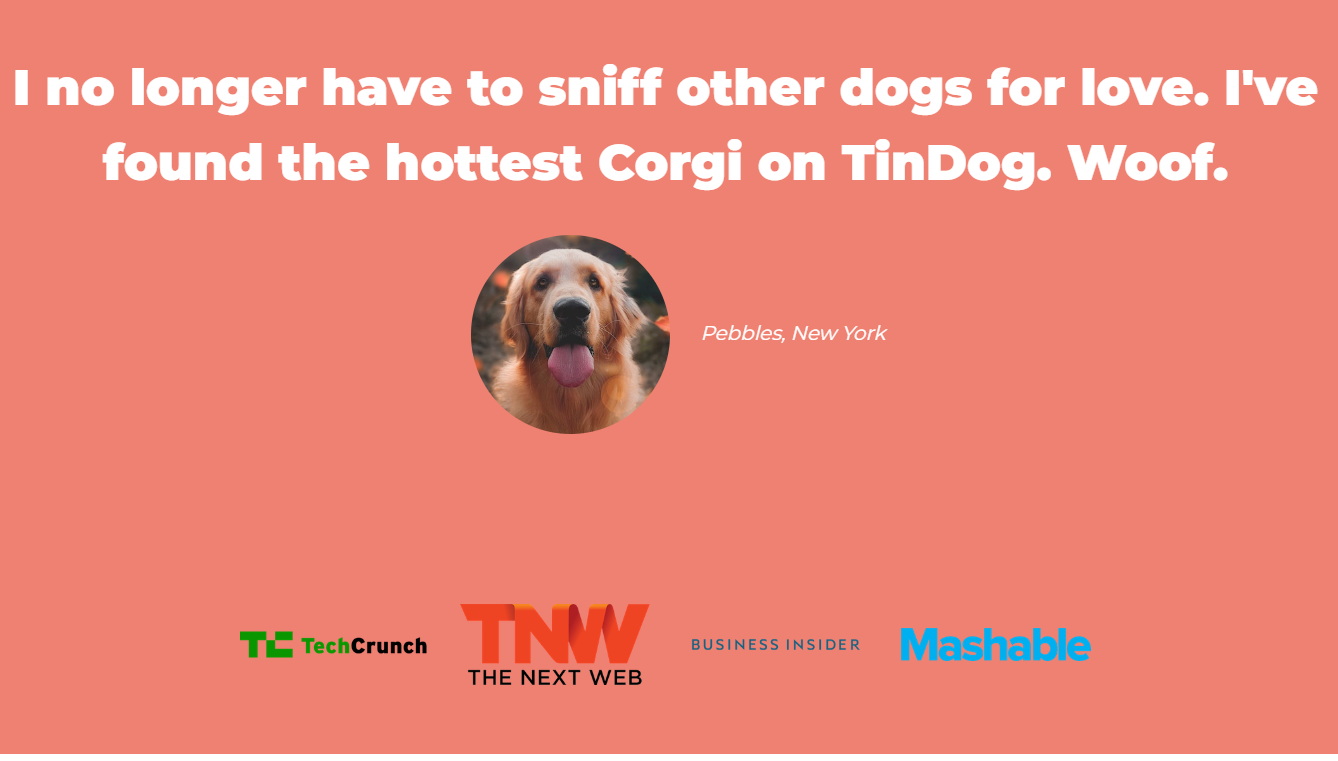 I no longer have to sniff other dogs for love. I've
found the hottest Corgi on TinDog. Woof.
Pebbles, New York
TC TechCrunch
TNW
THE NEXT WEB
BUSINESS INSIDER
Mashable